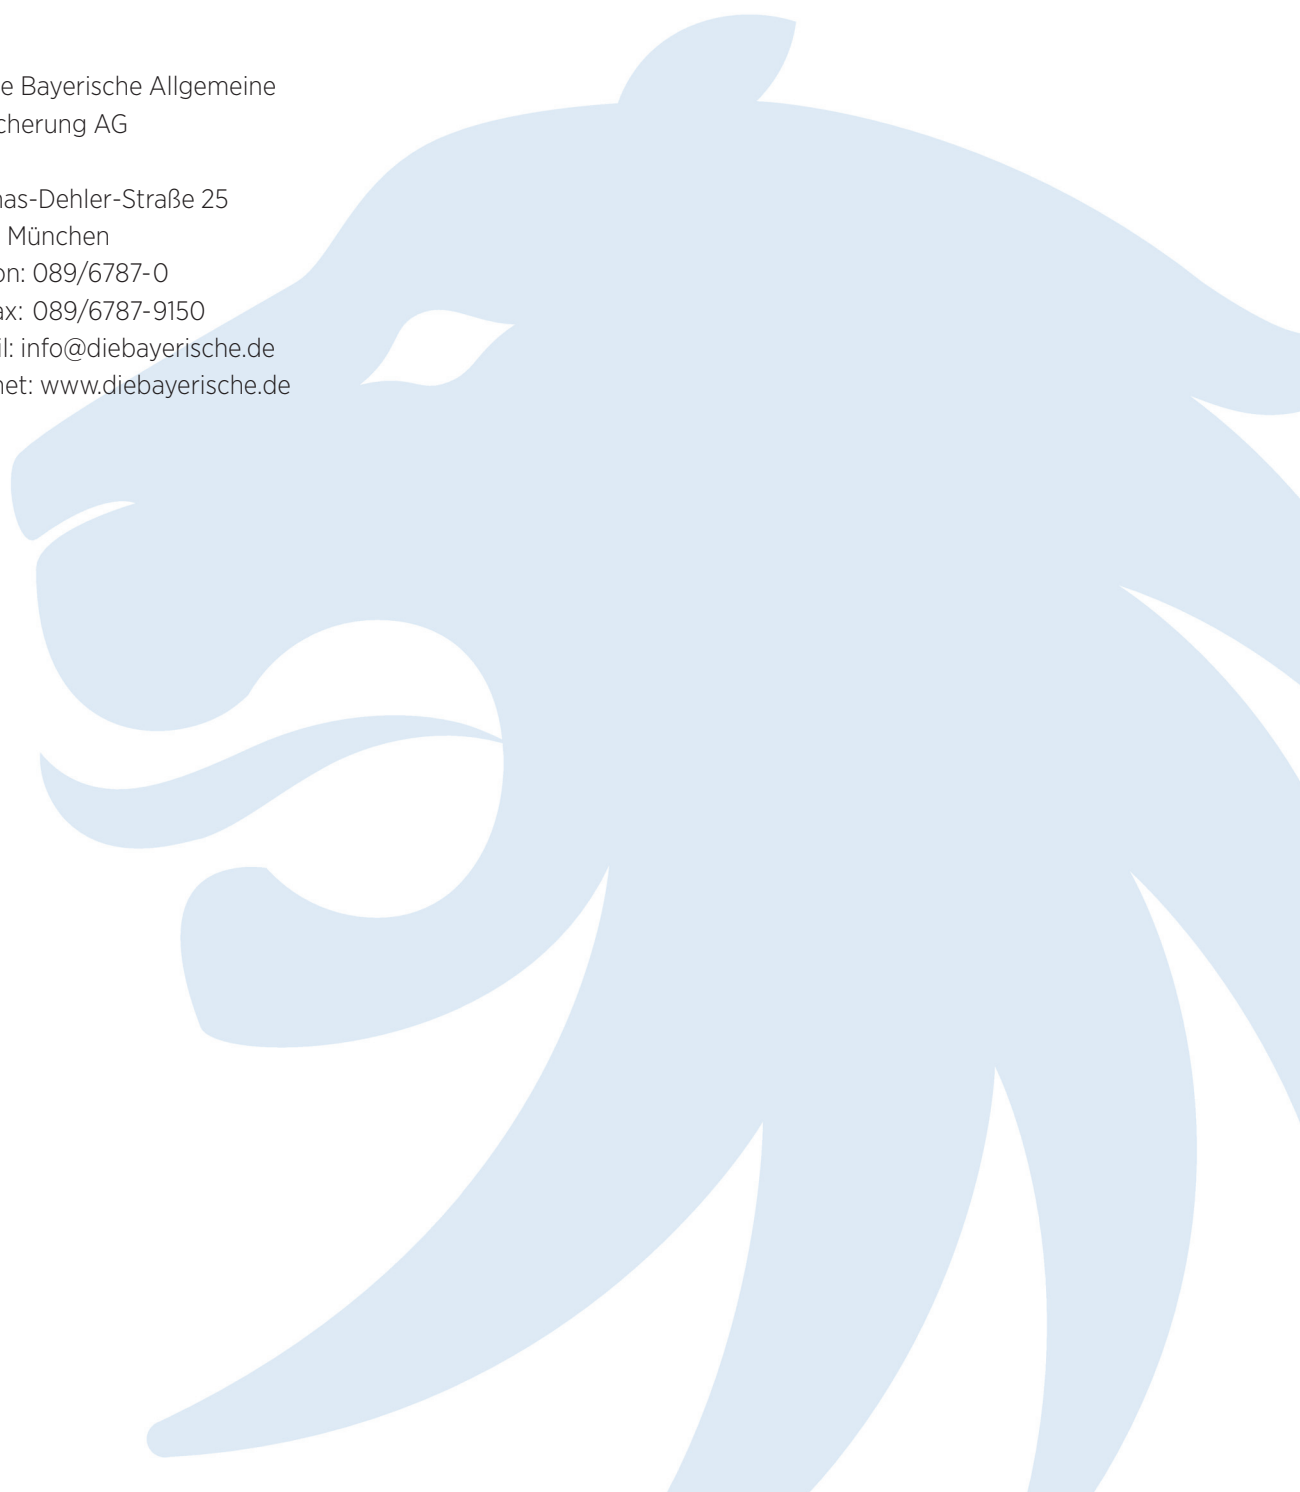 e Bayerische Allgemeine
cherung AG
as-Dehler-Straße 25
München
on: 089/6787-0
ax: 089/6787-9150
il: info@diebayerische.de
net: www.diebayerische.de